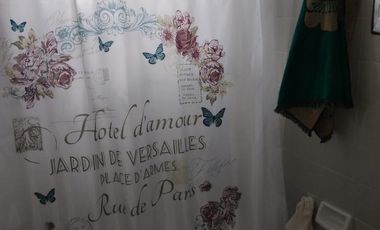 Hotel d'amour
JARDIN DE VERSAILLES
PLACE D'ARMES
Rue de Paris